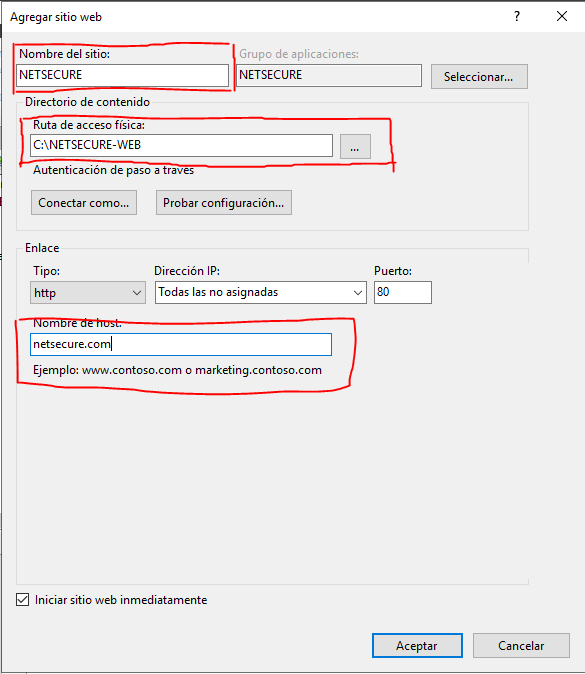 Agregar sitio web
Nombre del sitio: Grupo de aplicaciones:
NETSECURE NETSECURE Seleccionar...
Directorio de contenido
Ruta de acceso física:
C:\NETSECURE-WEB ...
Autenticación de paso a través
Conectar como... Probar configuración...
Enlace
Tipo: Dirección IP: Puerto:
http Todas las no asignadas 80
Nombre de host:
netsecure.com
Ejemplo: www.contoso.com o marketing.contoso.com
Iniciar sitio web inmediatamente
Aceptar Cancelar